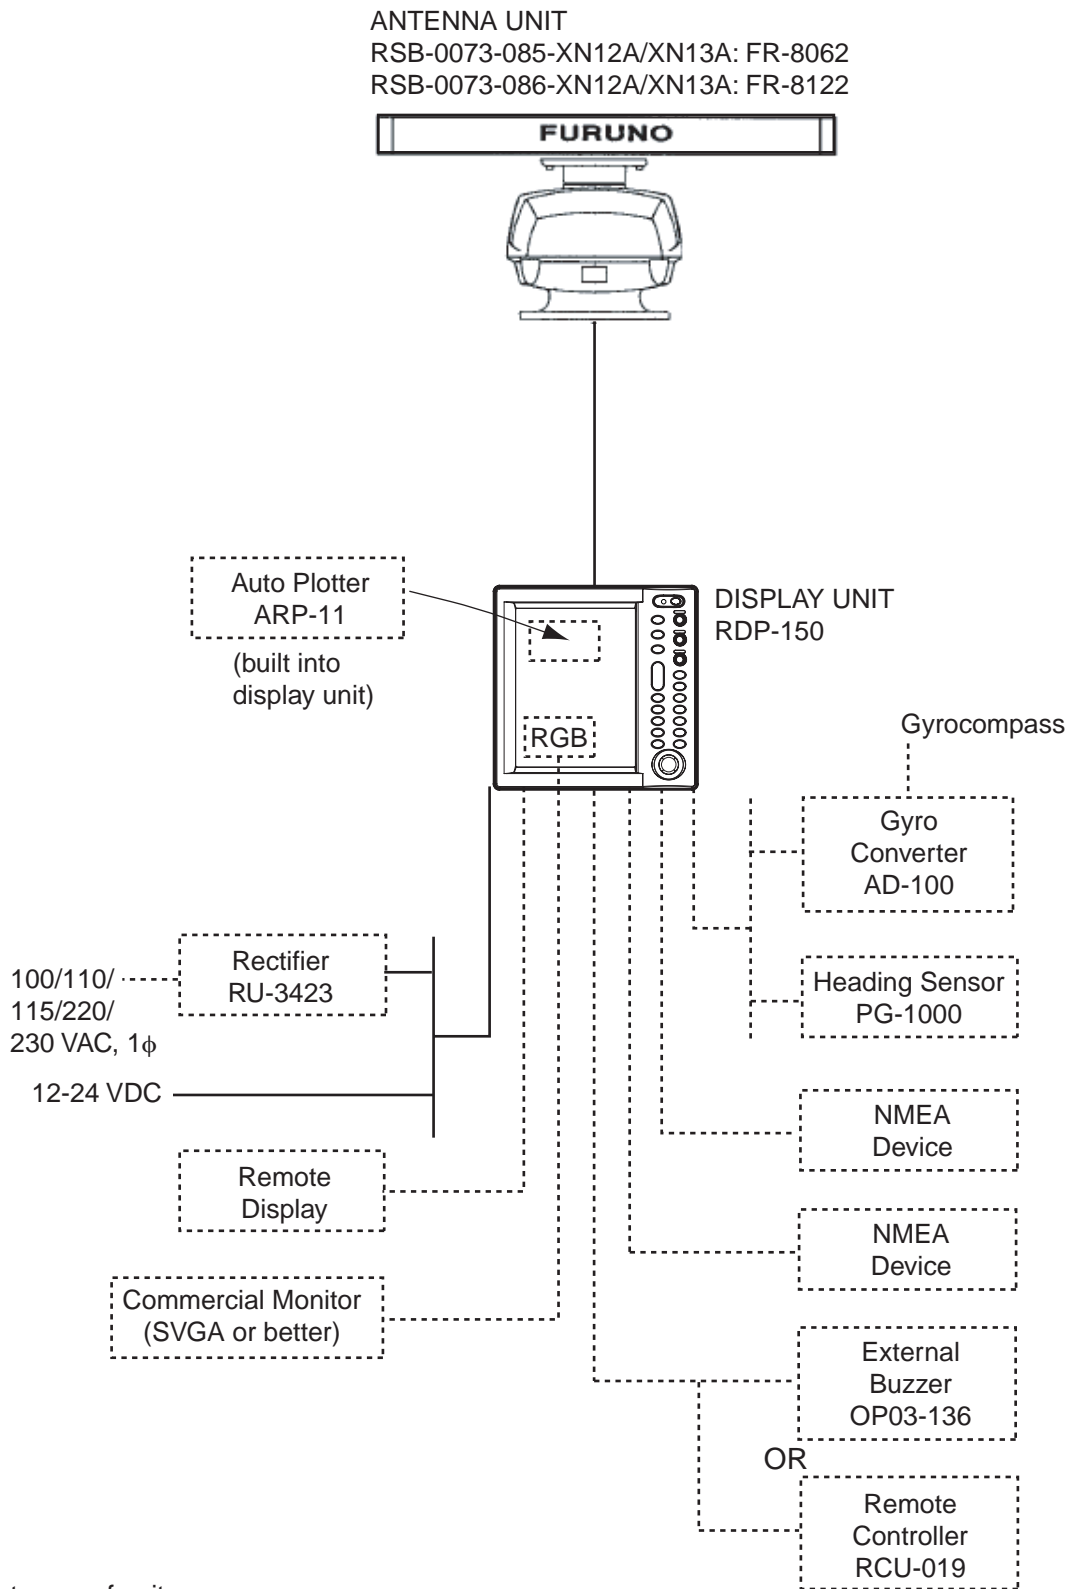 ANTENNA UNIT
RSB-0073-085-XN12A/XN13A: FR-8062
RSB-0073-086-XN12A/XN13A: FR-8122
FURUNO
Auto Plotter
ARP-11
(built into
display unit)
DISPLAY UNIT
RDP-150
RGB
Gyrocompass
Gyro
Converter
AD-100
Rectifier
RU-3423
100/110/
115/220/
230 VAC, 1ϕ
Heading Sensor
PG-1000
12-24 VDC
NMEA
Device
Remote
Display
NMEA
Device
Commercial Monitor
(SVGA or better)
External
Buzzer
OP03-136
OR
Remote
Controller
RCU-019